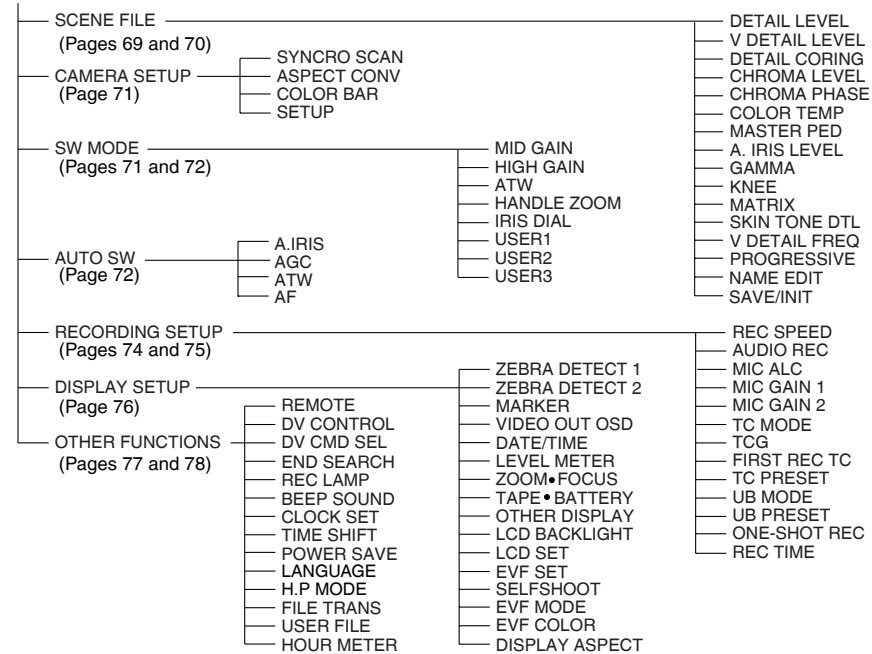 SCENE FILE
(Pages 69 and 70)
DETAIL LEVEL
V DETAIL LEVEL
DETAIL CORING
CHROMA LEVEL
CHROMA PHASE
COLOR TEMP
MASTER PED
A. IRIS LEVEL
GAMMA
KNEE
MATRIX
SKIN TONE DTL
V DETAIL FREQ
PROGRESSIVE
NAME EDIT
SAVE/INIT
CAMERA SETUP
(Page 71)
SYNCRO SCAN
ASPECT CONV
COLOR BAR
SETUP
SW MODE
(Pages 71 and 72)
MID GAIN
HIGH GAIN
ATW
HANDLE ZOOM
IRIS DIAL
USER1
USER2
USER3
AUTO SW
(Page 72)
A.IRIS
AGC
ATW
AF
RECORDING SETUP
(Pages 74 and 75)
REC SPEED
AUDIO REC
MIC ALC
MIC GAIN 1
MIC GAIN 2
TC MODE
TCG
FIRST REC TC
TC PRESET
UB MODE
UB PRESET
ONE-SHOT REC
REC TIME
DISPLAY SETUP
(Page 76)
ZEBRA DETECT 1
ZEBRA DETECT 2
MARKER
VIDEO OUT OSD
DATE/TIME
LEVEL METER
ZOOM•FOCUS
TAPE•BATTERY
OTHER DISPLAY
LCD BACKLIGHT
LCD SET
EVF SET
SELFSHOOT
EVF MODE
EVF COLOR
DISPLAY ASPECT
OTHER FUNCTIONS
(Pages 77 and 78)
REMOTE
DV CONTROL
DV CMD SEL
END SEARCH
REC LAMP
BEEP SOUND
CLOCK SET
TIME SHIFT
POWER SAVE
LANGUAGE
H.P MODE
FILE TRANS
USER FILE
HOUR METER